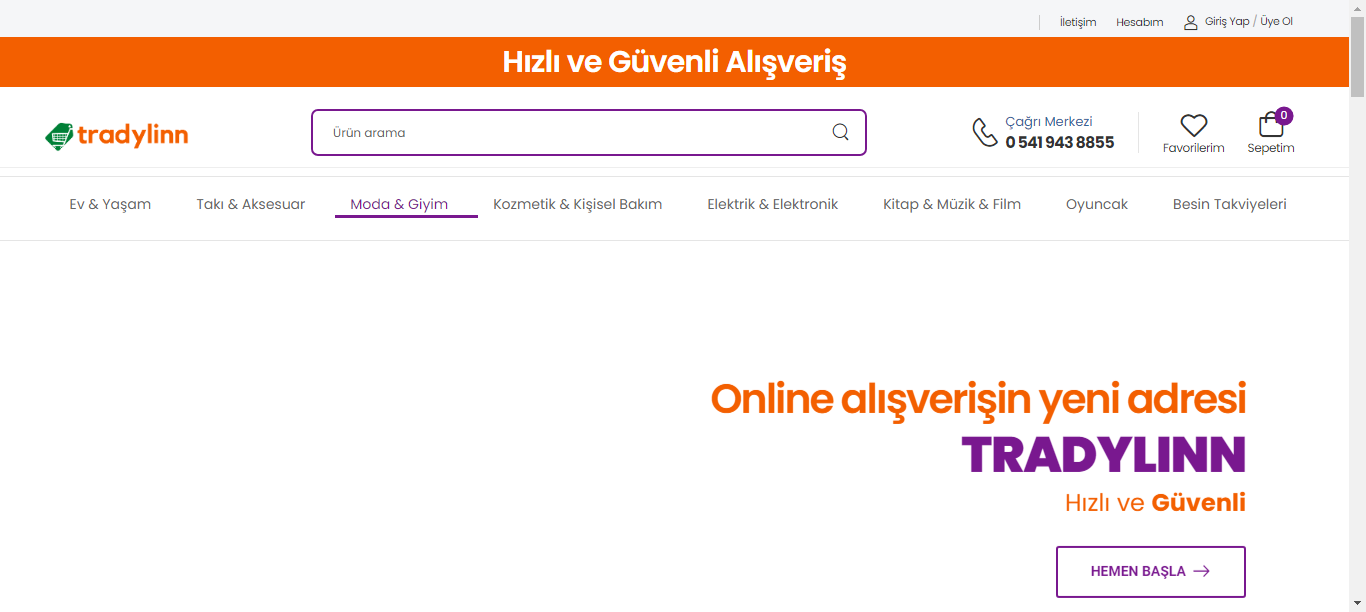 İletişim Hesabım Giriş Yap / Üye Ol
Hızlı ve Güvenli Alışveriş
tradylinn
Ürün arama
Çağrı Merkezi
0 541 943 8855
Favorilerim
0
Sepetim
Ev & Yaşam Takı & Aksesuar Moda & Giyim Kozmetik & Kişisel Bakım Elektrik & Elektronik Kitap & Müzik & Film Oyuncak Besin Takviyeleri
Online alışverişin yeni adresi
TRADYLINN
Hızlı ve Güvenli
HEMEN BAŞLA